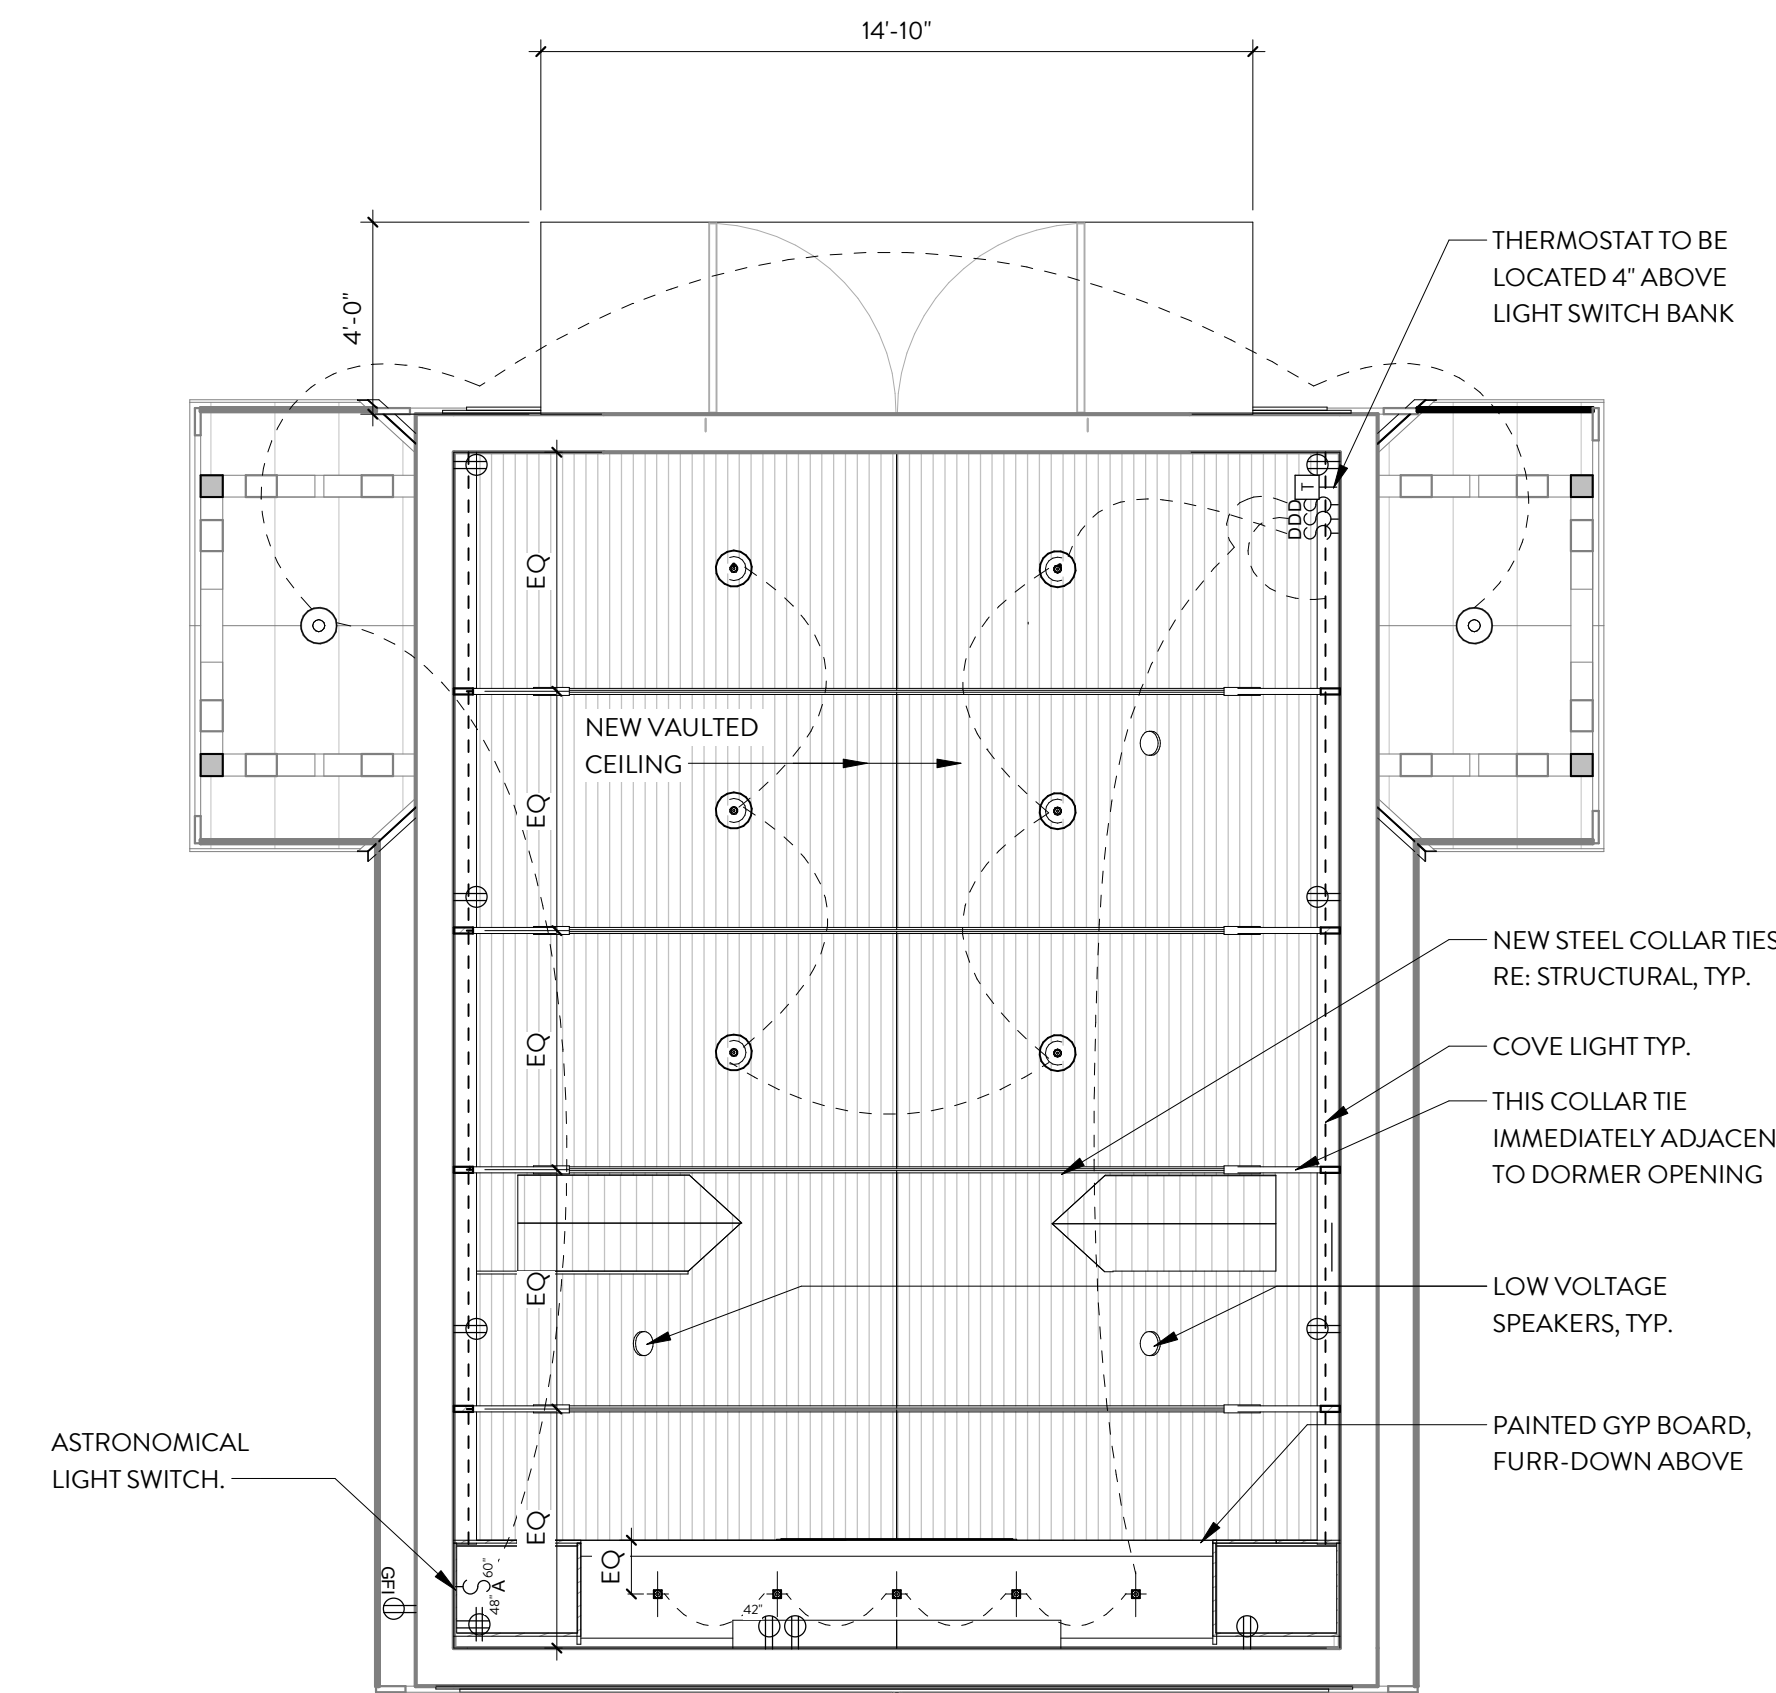 14'-10"
4'-0"
THERMOSTAT TO BE
LOCATED 4" ABOVE
LIGHT SWITCH BANK
T
DDD
SSS
EQ
NEW VAULTED
CEILING
EQ
NEW STEEL COLLAR TIES
RE: STRUCTURAL, TYP.
EQ
COVE LIGHT TYP.
THIS COLLAR TIE
IMMEDIATELY ADJACEN
TO DORMER OPENING
EQ
LOW VOLTAGE
SPEAKERS, TYP.
PAINTED GYP BOARD,
FURR-DOWN ABOVE
ASTRONOMICAL
LIGHT SWITCH.
EQ
EQ
GFI
S
A
60"
48"
42"